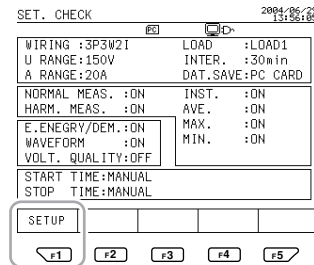 SET. CHECK 2004/06/29
13:56:05
PC
WIRING :3P3W2I LOAD :LOAD1
U RANGE:150V INTER. :30min
A RANGE:20A DAT.SAVE:PC CARD
NORMAL MEAS. :ON INST. :ON
HARM. MEAS. :ON AVE. :ON
E.ENEGRY/DEM.:ON MAX. :ON
WAVEFORM :ON MIN. :ON
VOLT. QUALITY:OFF
START TIME:MANUAL
STOP TIME:MANUAL
SETUP
F1 F2 F3 F4 F5